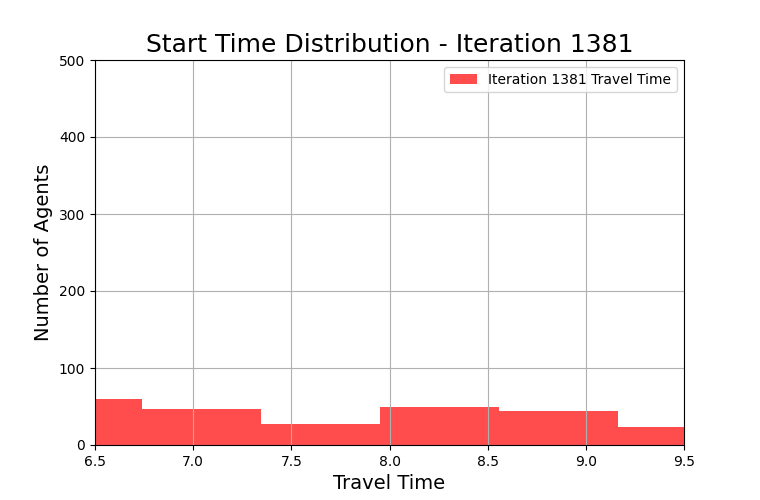 Start Time Distribution - Iteration 1381
Iteration 1381 Travel Time
Number of Agents
500
400
300
200
100
0
6.5 7.0 7.5 8.0 8.5 9.0 9.5
Travel Time